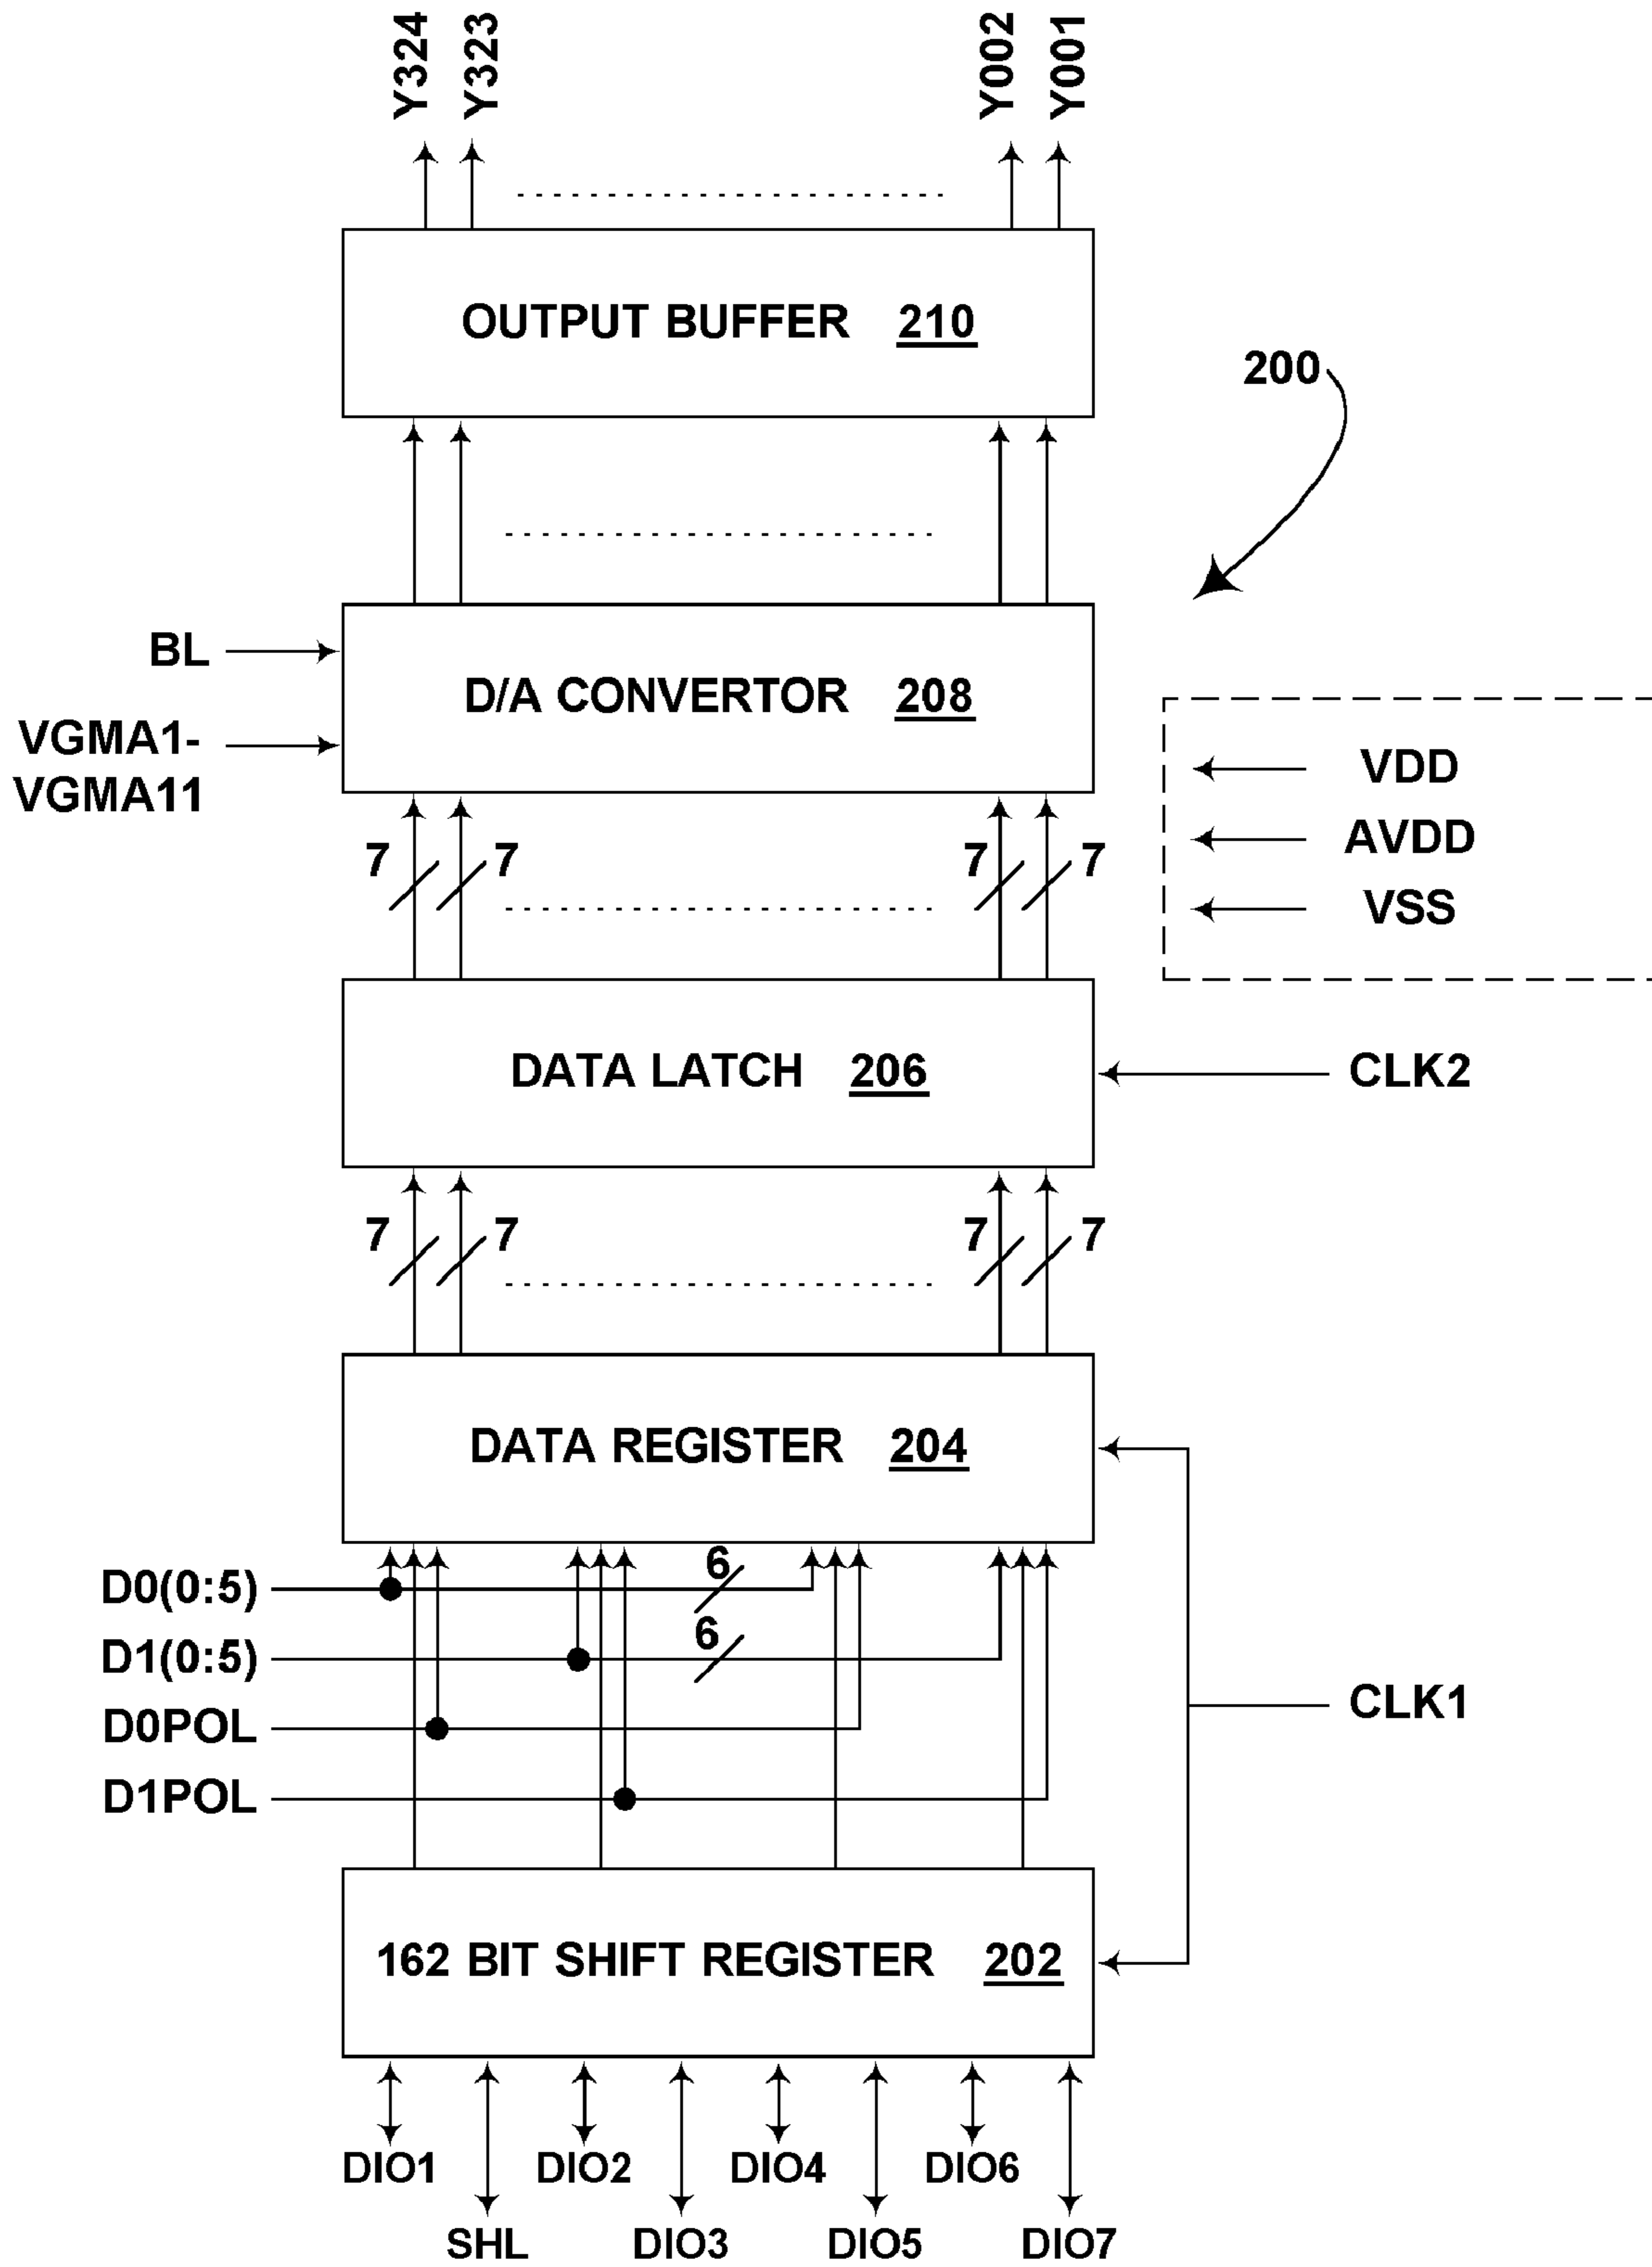 Y324 Y323 Y002 Y001
OUTPUT BUFFER 210
200
BL
D/A CONVERTOR 208
VGMA1-
VGMA11
VDD
AVDD
VSS
7 7 7 7
DATA LATCH 206
CLK2
7 7 7 7
DATA REGISTER 204
D0(0:5) 6
D1(0:5) 6
D0POL
CLK1
D1POL
162 BIT SHIFT REGISTER 202
DIO1 DIO2 DIO4 DIO6
SHL DIO3 DIO5 DIO7